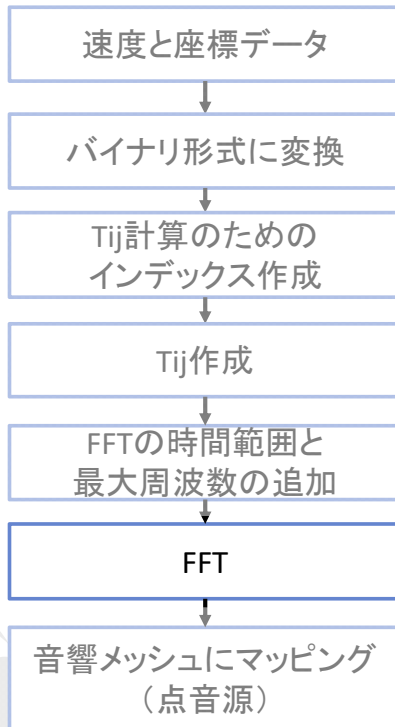 速度と座標データ
バイナリ形式に変換
Tij計算のための
インデックス作成
Tij作成
FFTの時間範囲と
最大周波数の追加
FFT
音響メッシュにマッピング
（点音源）